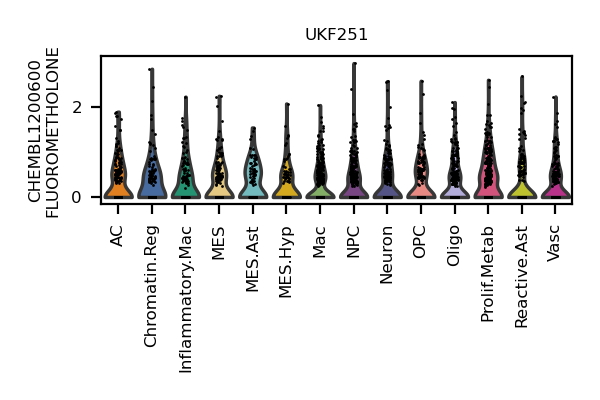 UKF251
CHEMBL1200600
FLUOROMETHOLONE
2
0
AC
Chromatin.Reg
Inflammatory.Mac
MES
MES.Ast
MES.Hyp
Mac
NPC
Neuron
OPC
Oligo
Prolif.Metab
Reactive.Ast
Vasc